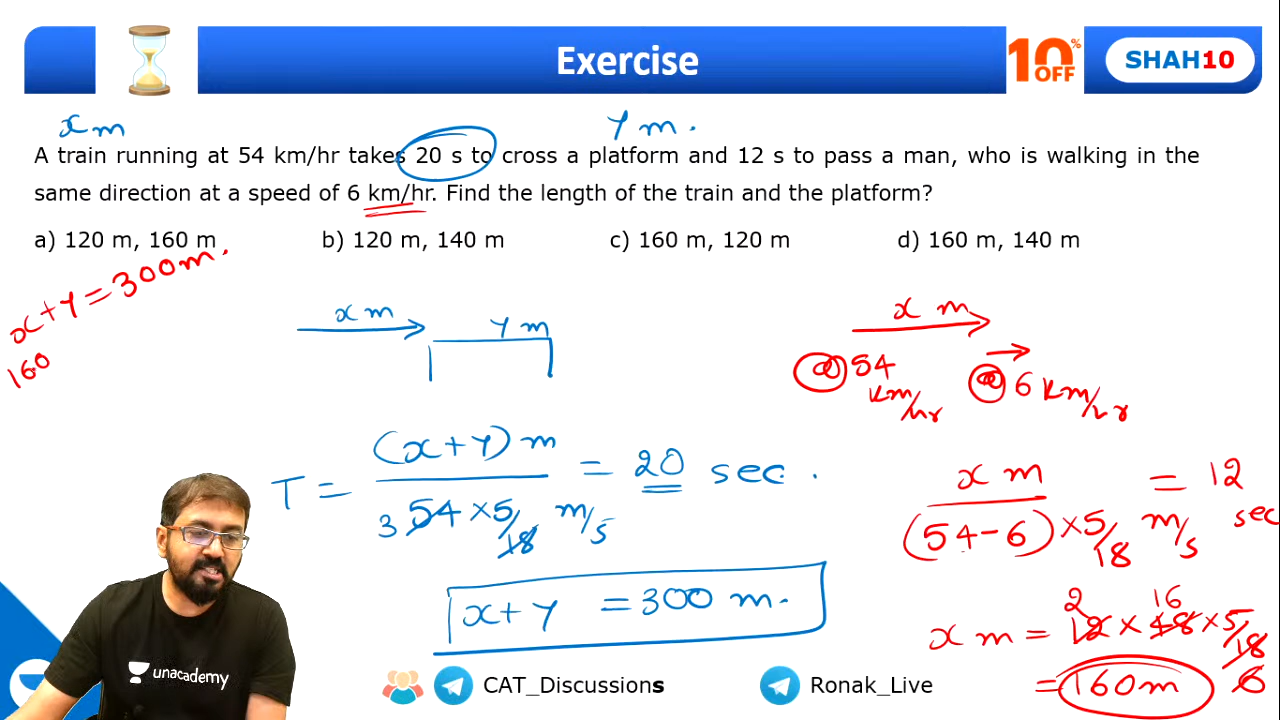 Exercise
10% OFF
SHAH10
x m
y m.
A train running at 54 km/hr takes 20 s to cross a platform and 12 s to pass a man, who is walking in the
same direction at a speed of 6 km/hr. Find the length of the train and the platform?
a) 120 m, 160 m
b) 120 m, 140 m
c) 160 m, 120 m
d) 160 m, 140 m
x+y = 300m.
160
x m
y m
x m
@ 54 km/hr
@ 6 km/hr
(x+y) m
T = = 20 sec.
3 54 × 5/18 m/s
x+y = 300 m.
x m = 12 sec
(54-6) × 5/18 m/s
2 16
x m = 12 × 48 × 5/18
6
= 160m
unacademy
CAT_Discussions
Ronak_Live